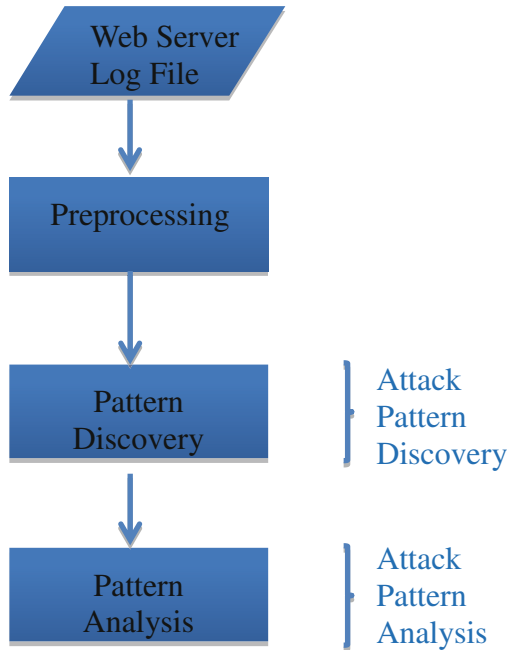 Web Server
Log File
Preprocessing
Pattern
Discovery
Attack
Pattern
Discovery
Pattern
Analysis
Attack
Pattern
Analysis